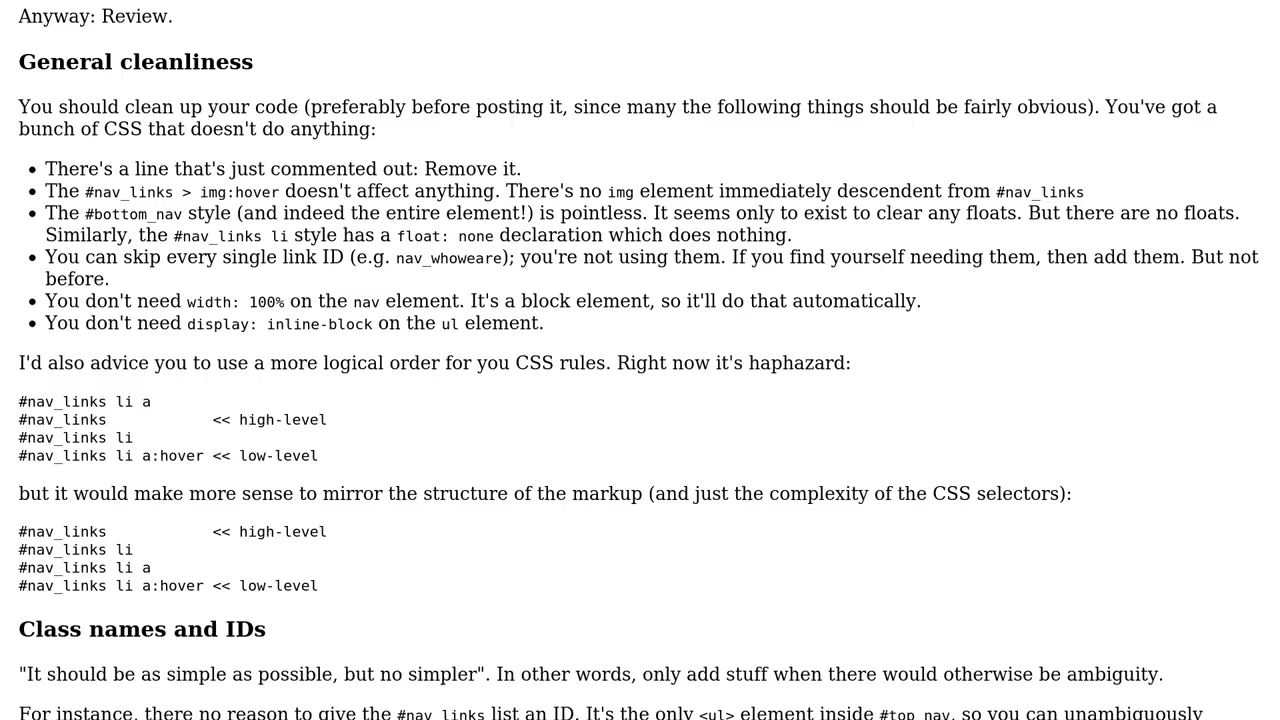 Anyway: Review.
General cleanliness
You should clean up your code (preferably before posting it, since many the following things should be fairly obvious). You've got a
bunch of CSS that doesn't do anything:
• There's a line that's just commented out: Remove it.
• The #nav_links > img:hover doesn't affect anything. There's no img element immediately descendent from #nav_links
• The #bottom_nav style (and indeed the entire element!) is pointless. It seems only to exist to clear any floats. But there are no floats.
Similarly, the #nav_links li style has a float: none declaration which does nothing.
• You can skip every single link ID (e.g. nav_whoweare); you're not using them. If you find yourself needing them, then add them. But not
before.
• You don't need width: 100% on the nav element. It's a block element, so it'll do that automatically.
• You don't need display: inline-block on the ul element.
I'd also advice you to use a more logical order for you CSS rules. Right now it's haphazard:
#nav_links li a
#nav_links            << high-level
#nav_links li
#nav_links li a:hover << low-level
but it would make more sense to mirror the structure of the markup (and just the complexity of the CSS selectors):
#nav_links            << high-level
#nav_links li
#nav_links li a
#nav_links li a:hover << low-level
Class names and IDs
"It should be as simple as possible, but no simpler". In other words, only add stuff when there would otherwise be ambiguity.
For instance, there no reason to give the #nav_links list an ID. It's the only <ul> element inside #top_nav, so you can unambiguously